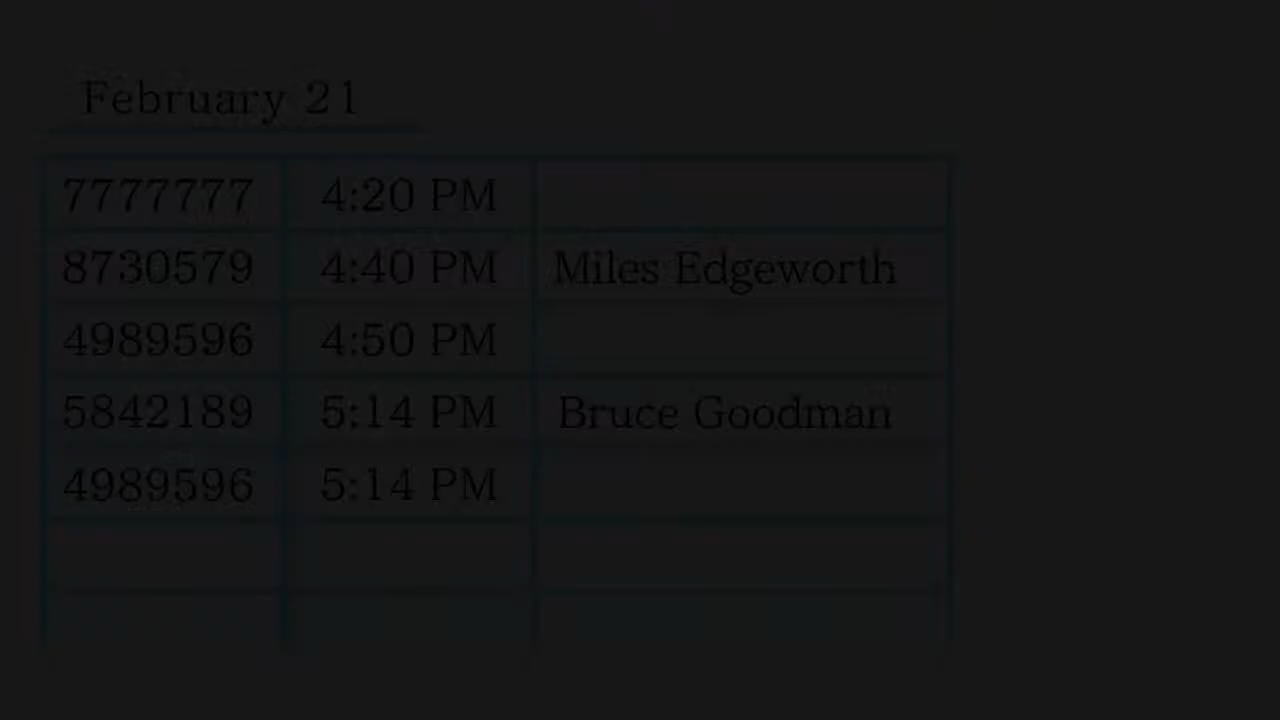 February 21
7777777 4:20 PM
8730579 4:40 PM Miles Edgeworth
4989596 4:50 PM
5842189 5:14 PM Bruce Goodman
4989596 5:14 PM